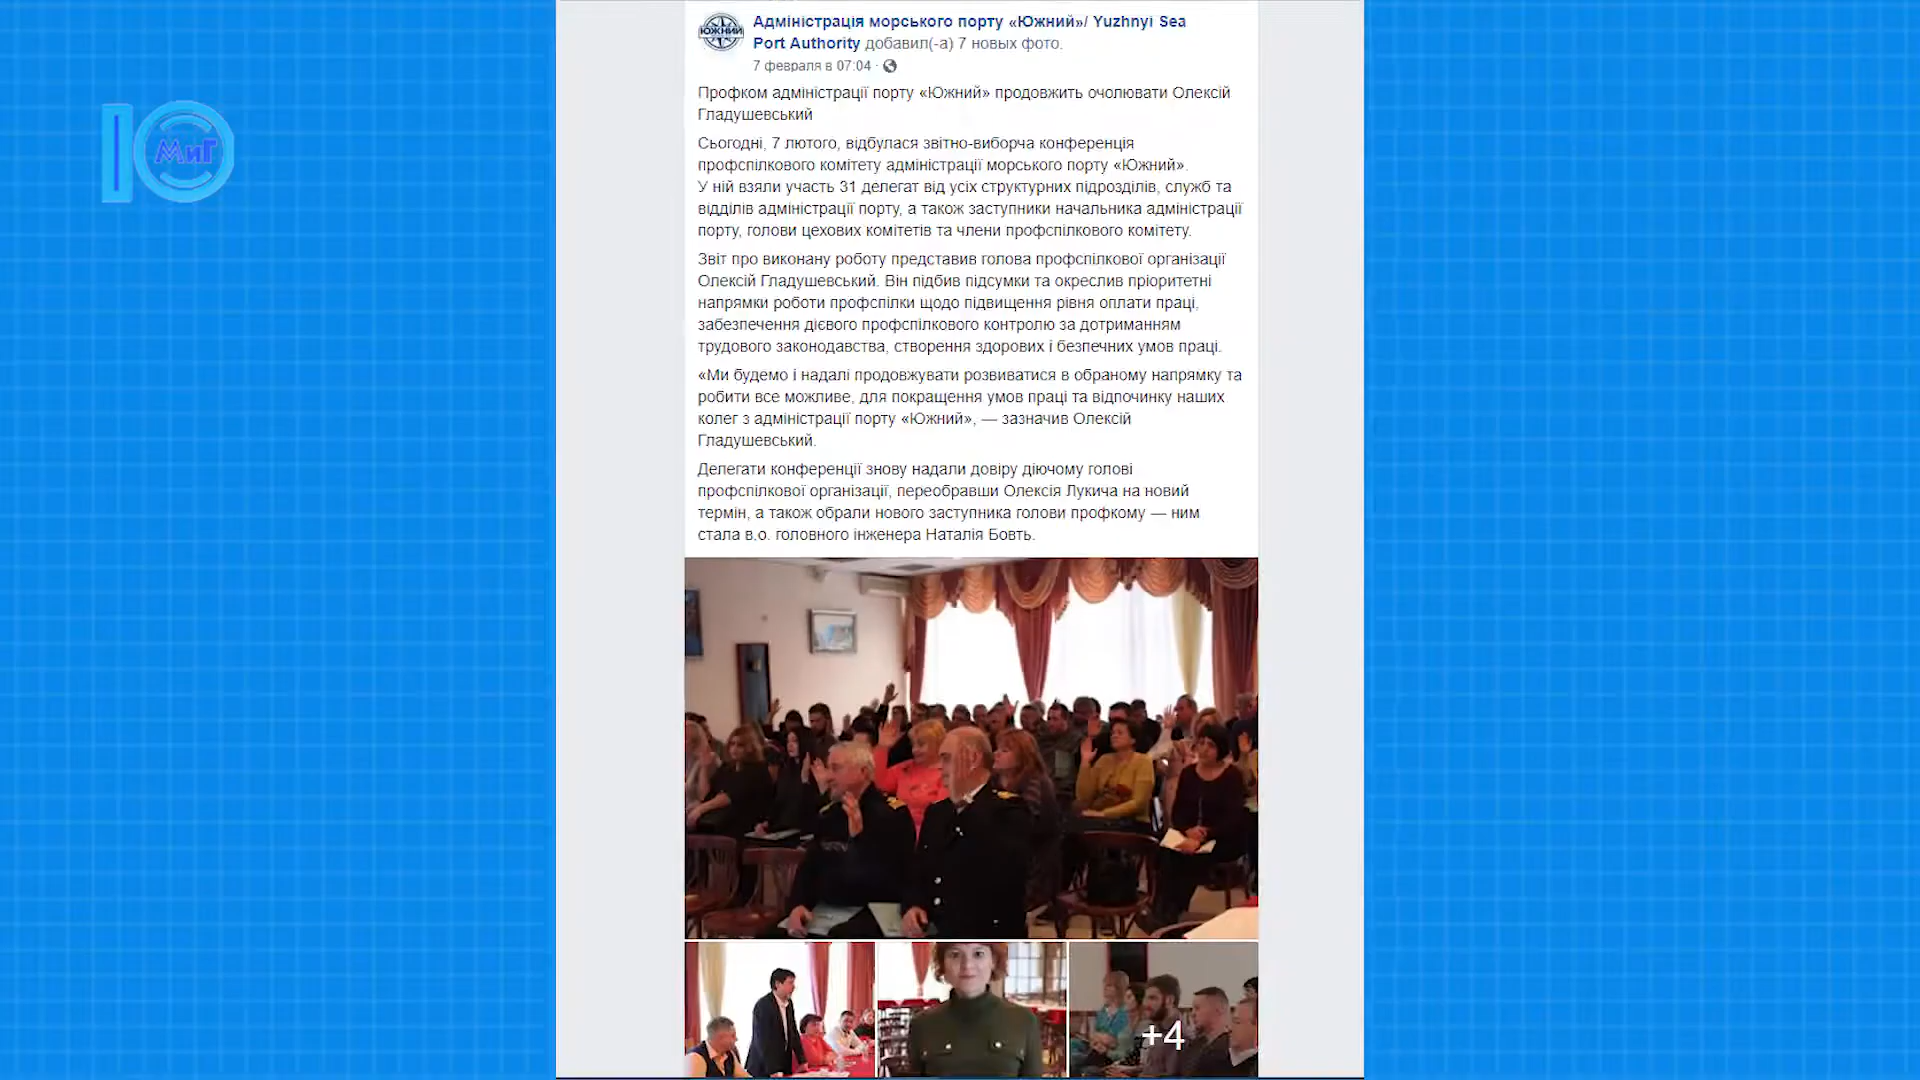 Адміністрація морського порту «Южний»/ Yuzhnyi Sea
Port Authority добавил(-а) 7 новых фото.
7 февраля в 07:04 ·
ЮЖНИЙ
Профком адміністрації порту «Южний» продовжить очолювати Олексій
Гладушевський
Сьогодні, 7 лютого, відбулася звітно-виборча конференція
профспілкового комітету адміністрації морського порту «Южний».
У ній взяли участь 31 делегат від усіх структурних підрозділів, служб та
відділів адміністрації порту, а також заступники начальника адміністрації
порту, голови цехових комітетів та члени профспілкового комітету.
Звіт про виконану роботу представив голова профспілкової організації
Олексій Гладушевський. Він підбив підсумки та окреслив пріоритетні
напрямки роботи профспілки щодо підвищення рівня оплати праці,
забезпечення дієвого профспілкового контролю за дотриманням
трудового законодавства, створення здорових і безпечних умов праці.
«Ми будемо і надалі продовжувати розвиватися в обраному напрямку та
робити все можливе, для покращення умов праці та відпочинку наших
колег з адміністрації порту «Южний», — зазначив Олексій
Гладушевський.
Делегати конференції знову надали довіру діючому голові
профспілкової організації, переобравши Олексія Лукича на новий
термін, а також обрали нового заступника голови профкому — ним
стала в.о. головного інженера Наталія Бовть.
МиГ
+4